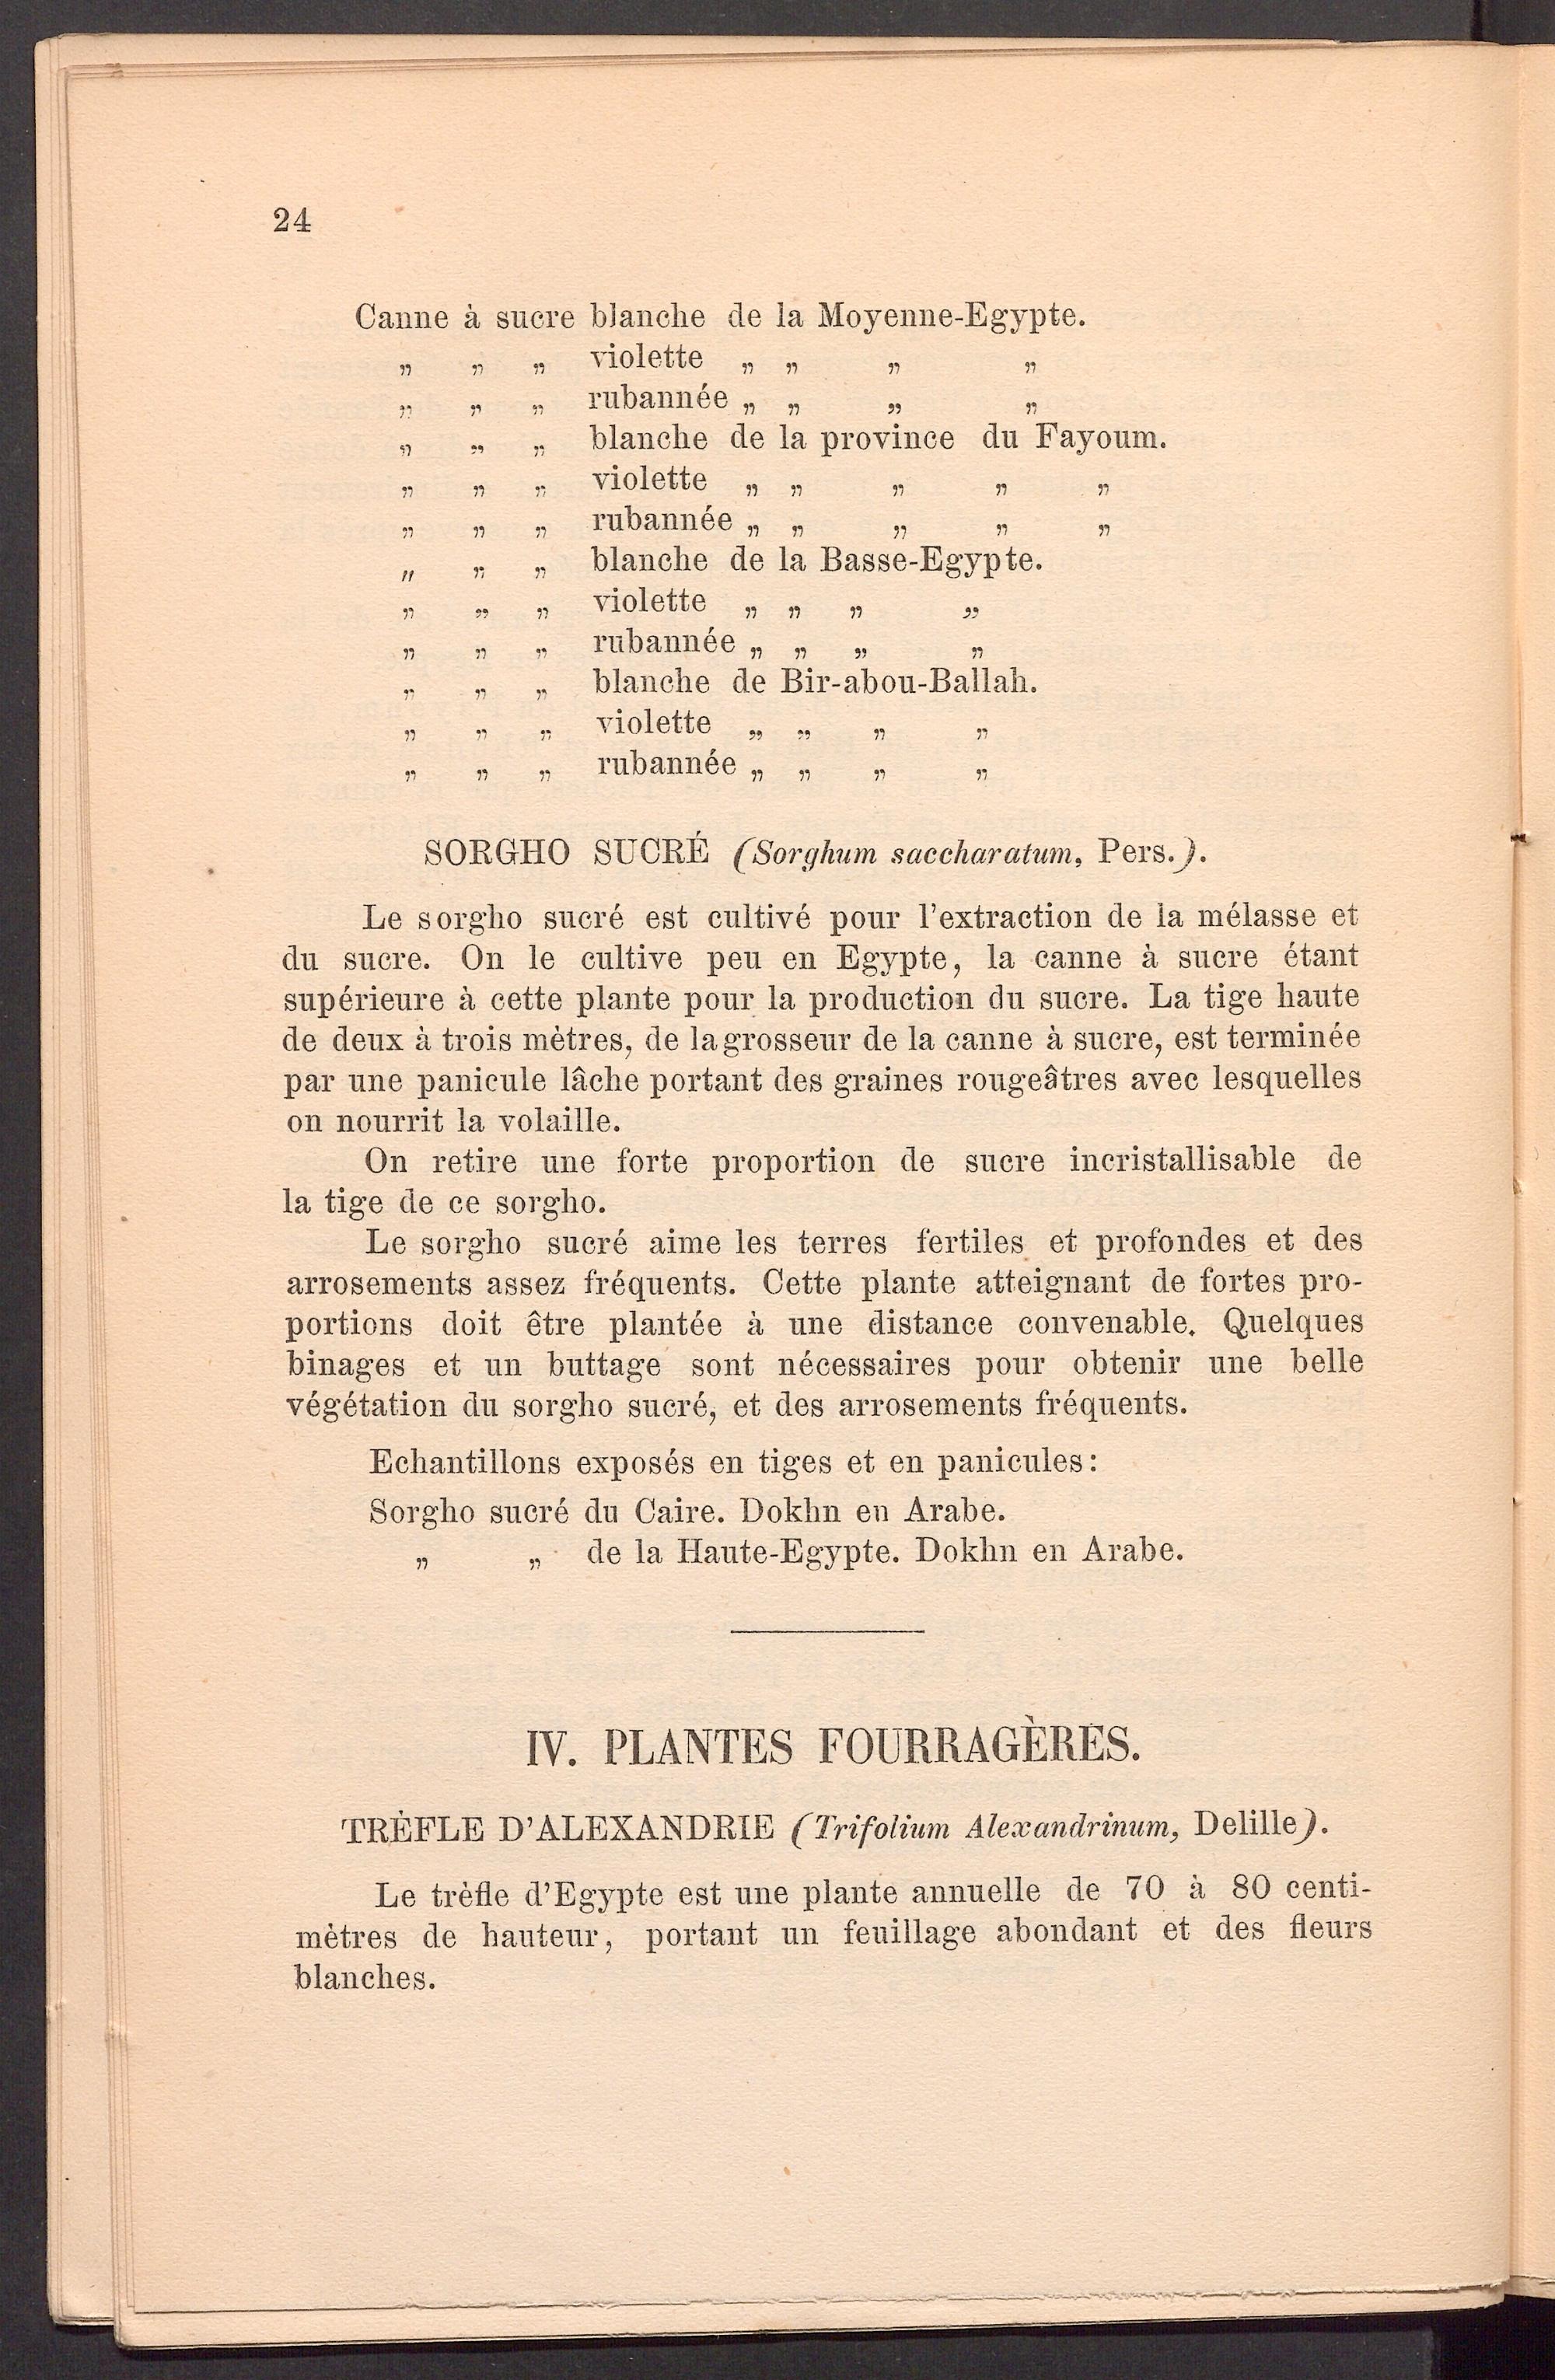 24
Canne à sucre blanche de la Moyenne-Egypte.
„ „ „ violette „ „ „ „
„ „ „ rubannée „ „ „ „
„ „ „ blanche de la province du Fayoum.
„ „ „ violette „ „ „ „ „
„ „ „ rubannée „ „ „ „ „
„ „ „ blanche de la Basse-Egypte.
„ „ „ violette „ „ „ „
„ „ „ rubannée „ „ „ „
„ „ „ blanche de Bir-abou-Ballah.
„ „ „ violette „ „ „ „
„ „ „ rubannée „ „ „ „
SORGHO SUCRÉ (Sorghum saccharatum, Pers.).
Le sorgho sucré est cultivé pour l'extraction de la mélasse et
du sucre. On le cultive peu en Egypte, la canne à sucre étant
supérieure à cette plante pour la production du sucre. La tige haute
de deux à trois mètres, de la grosseur de la canne à sucre, est terminée
par une panicule lâche portant des graines rougeâtres avec lesquelles
on nourrit la volaille.
On retire une forte proportion de sucre incristallisable de
la tige de ce sorgho.
Le sorgho sucré aime les terres fertiles et profondes et des
arrosements assez fréquents. Cette plante atteignant de fortes pro-
portions doit être plantée à une distance convenable. Quelques
binages et un buttage sont nécessaires pour obtenir une belle
végétation du sorgho sucré, et des arrosements fréquents.
Echantillons exposés en tiges et en panicules:
Sorgho sucré du Caire. Dokhn en Arabe.
„ „ de la Haute-Egypte. Dokhn en Arabe.
IV. PLANTES FOURRAGÈRES.
TRÈFLE D'ALEXANDRIE (Trifolium Alexandrinum, Delille).
Le trèfle d'Egypte est une plante annuelle de 70 à 80 centi-
mètres de hauteur, portant un feuillage abondant et des fleurs
blanches.